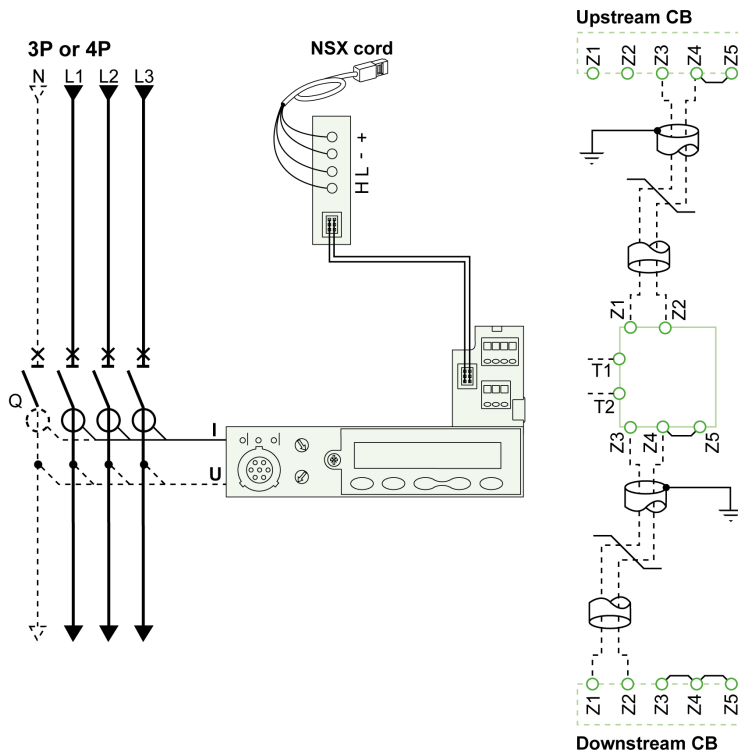 Upstream CB
Z1 Z2 Z3 Z4 Z5
3P or 4P
N L1 L2 L3
NSX cord
H L - +
Z1 Z2
T1
T2
Z3 Z4 Z5
Q
I
U
Z1 Z2 Z3 Z4 Z5
Downstream CB